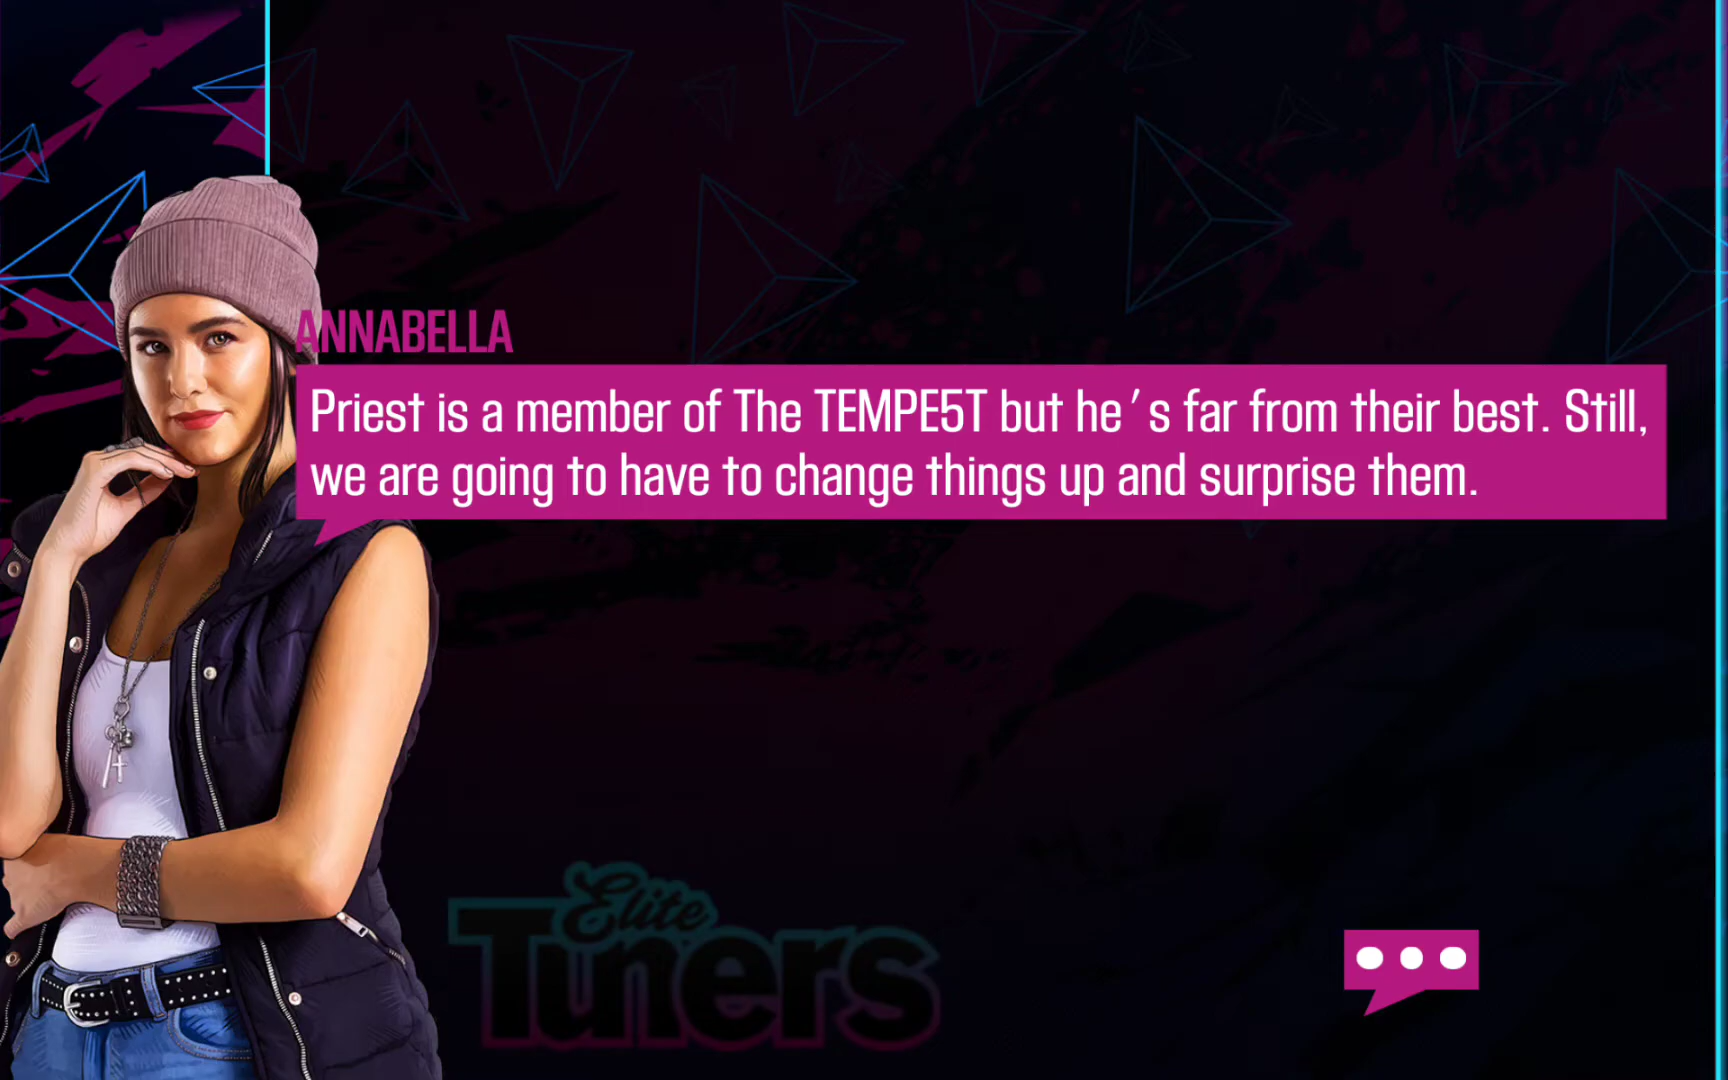 ANNABELLA
Priest is a member of The TEMPE5T but he's far from their best. Still,
we are going to have to change things up and surprise them.
Elite
Tuners